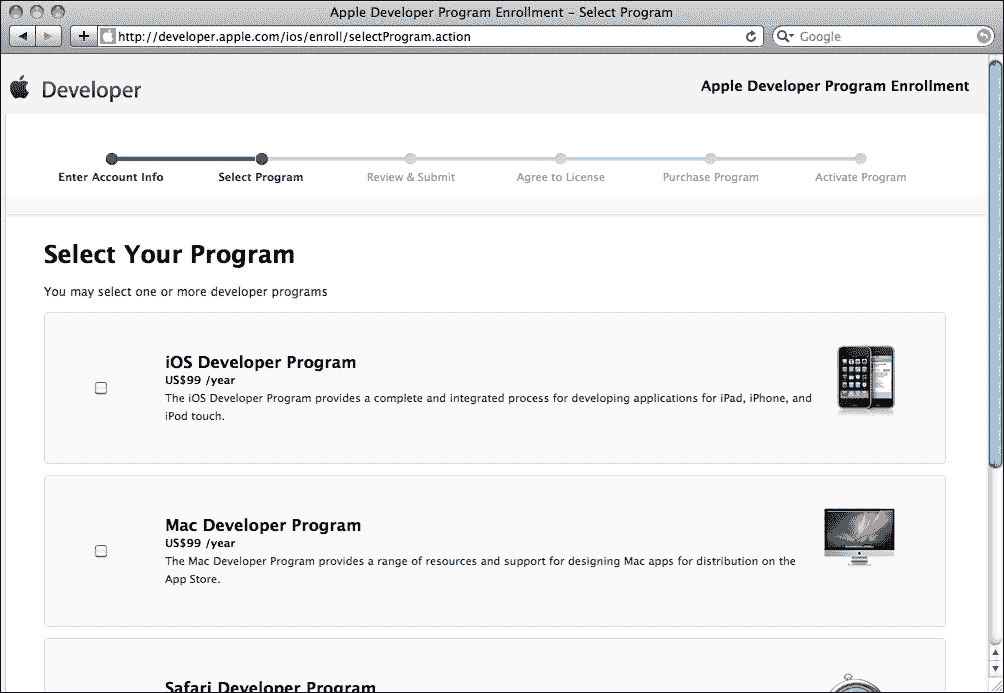 Apple Developer Program Enrollment – Select Program
http://developer.apple.com/ios/enroll/selectProgram.action
Google
Developer
Apple Developer Program Enrollment
Enter Account Info
Select Program
Review & Submit
Agree to License
Purchase Program
Activate Program
Select Your Program
You may select one or more developer programs
iOS Developer Program
US$99 /year
The iOS Developer Program provides a complete and integrated process for developing applications for iPad, iPhone, and
iPod touch.
Mac Developer Program
US$99 /year
The Mac Developer Program provides a range of resources and support for designing Mac apps for distribution on the
App Store.
Safari Developer Program